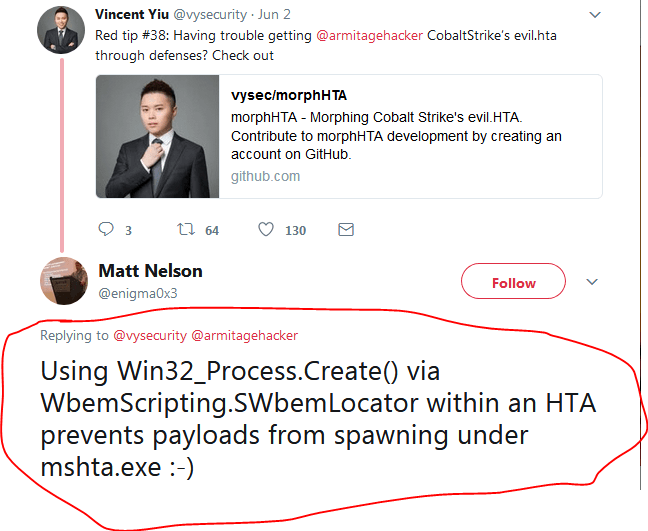 Vincent Yiu @vysecurity · Jun 2
Red tip #38: Having trouble getting @armitagehacker CobaltStrike's evil.hta
through defenses? Check out
vysec/morphHTA
morphHTA - Morphing Cobalt Strike's evil.HTA.
Contribute to morphHTA development by creating an
account on GitHub.
github.com
3 64 130
Matt Nelson
@enigma0x3
Follow
Replying to @vysecurity @armitagehacker
Using Win32_Process.Create() via
WbemScripting.SWbemLocator within an HTA
prevents payloads from spawning under
mshta.exe :-)